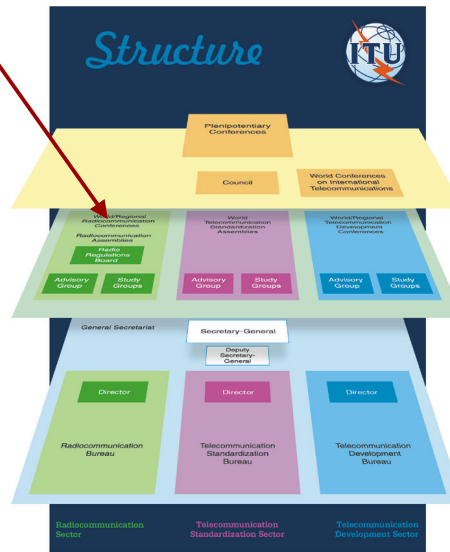 Structure
ITU
Plenipotentiary
Conferences
Council
World Conferences
on International
Telecommunications
World/Regional
Radiocommunication
Conferences
Radiocommunication
Assemblies
Radio
Regulations
Board
Advisory
Group
Study
Groups
World
Telecommunication
Standardization
Assemblies
Advisory
Group
Study
Groups
World/Regional
Telecommunication
Development
Conferences
Advisory
Group
Study
Groups
General Secretariat
Secretary-General
Deputy
Secretary-
General
Director
Radiocommunication
Bureau
Director
Telecommunication
Standardization
Bureau
Director
Telecommunication
Development
Bureau
Radiocommunication
Sector
Telecommunication
Standardization Sector
Telecommunication
Development Sector